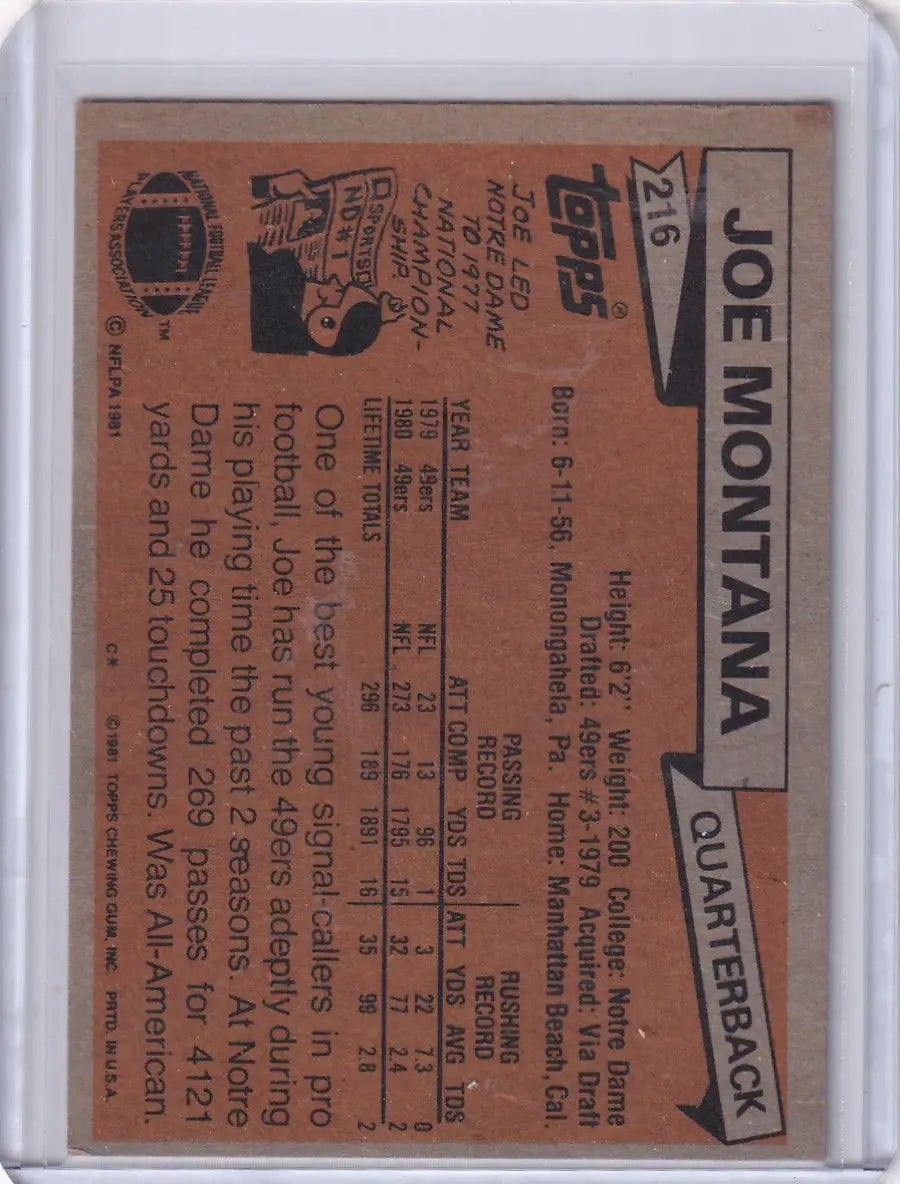 216
JOE MONTANA
QUARTERBACK
TOPPS®
Height: 6'2" Weight: 200 College: Notre Dame
Drafted: 49ers #3-1979 Acquired: Via Draft
Born: 6-11-56, Monongahela, Pa. Home: Manhattan Beach, Cal.
JOE LED
NOTRE DAME
TO 1977
NATIONAL
CHAMPION-
SHIP.
SPORTS
ND #1
PASSING RUSHING
RECORD RECORD
YEAR TEAM ATT COMP YDS TDS ATT YDS AVG TDS
1979 49ers NFL 23 13 96 1 3 22 7.3 0
1980 49ers NFL 273 176 1795 15 32 77 2.4 2
LIFETIME TOTALS 296 189 1891 16 35 99 2.8 2
One of the best young signal-callers in pro
football, Joe has run the 49ers adeptly during
his playing time the past 2 seasons. At Notre
Dame he completed 269 passes for 4121
yards and 25 touchdowns. Was All-American.
NATIONAL FOOTBALL LEAGUE
PLAYERS ASSOCIATION
TM
© NFLPA 1981
C* ©1981 TOPPS CHEWING GUM, INC. PRTD. IN U.S.A.